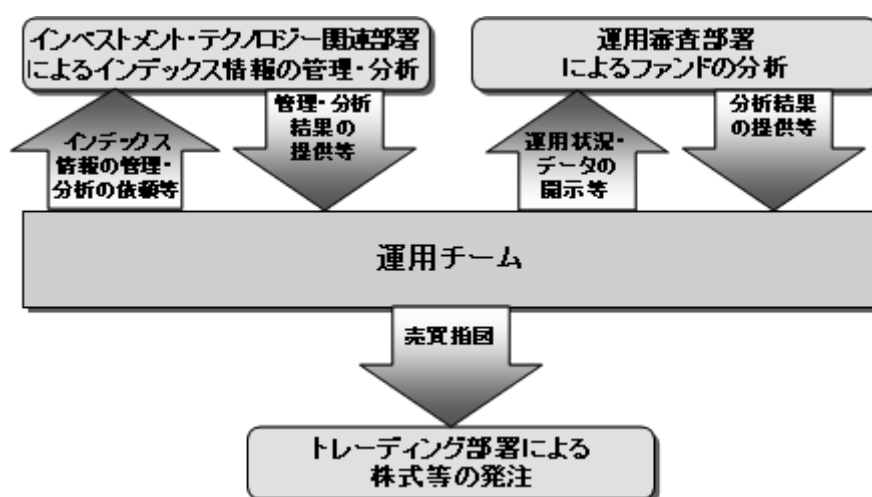 インベストメント・テクノロジー関連部署
によるインデックス情報の管理・分析
運用審査部署
によるファンドの分析
インデックス
情報の管理・
分析の依頼等
管理・分析
結果の
提供等
運用状況・
データの
開示等
分析結果
の提供等
運用チーム
売買指図
トレーディング部署による
株式等の発注